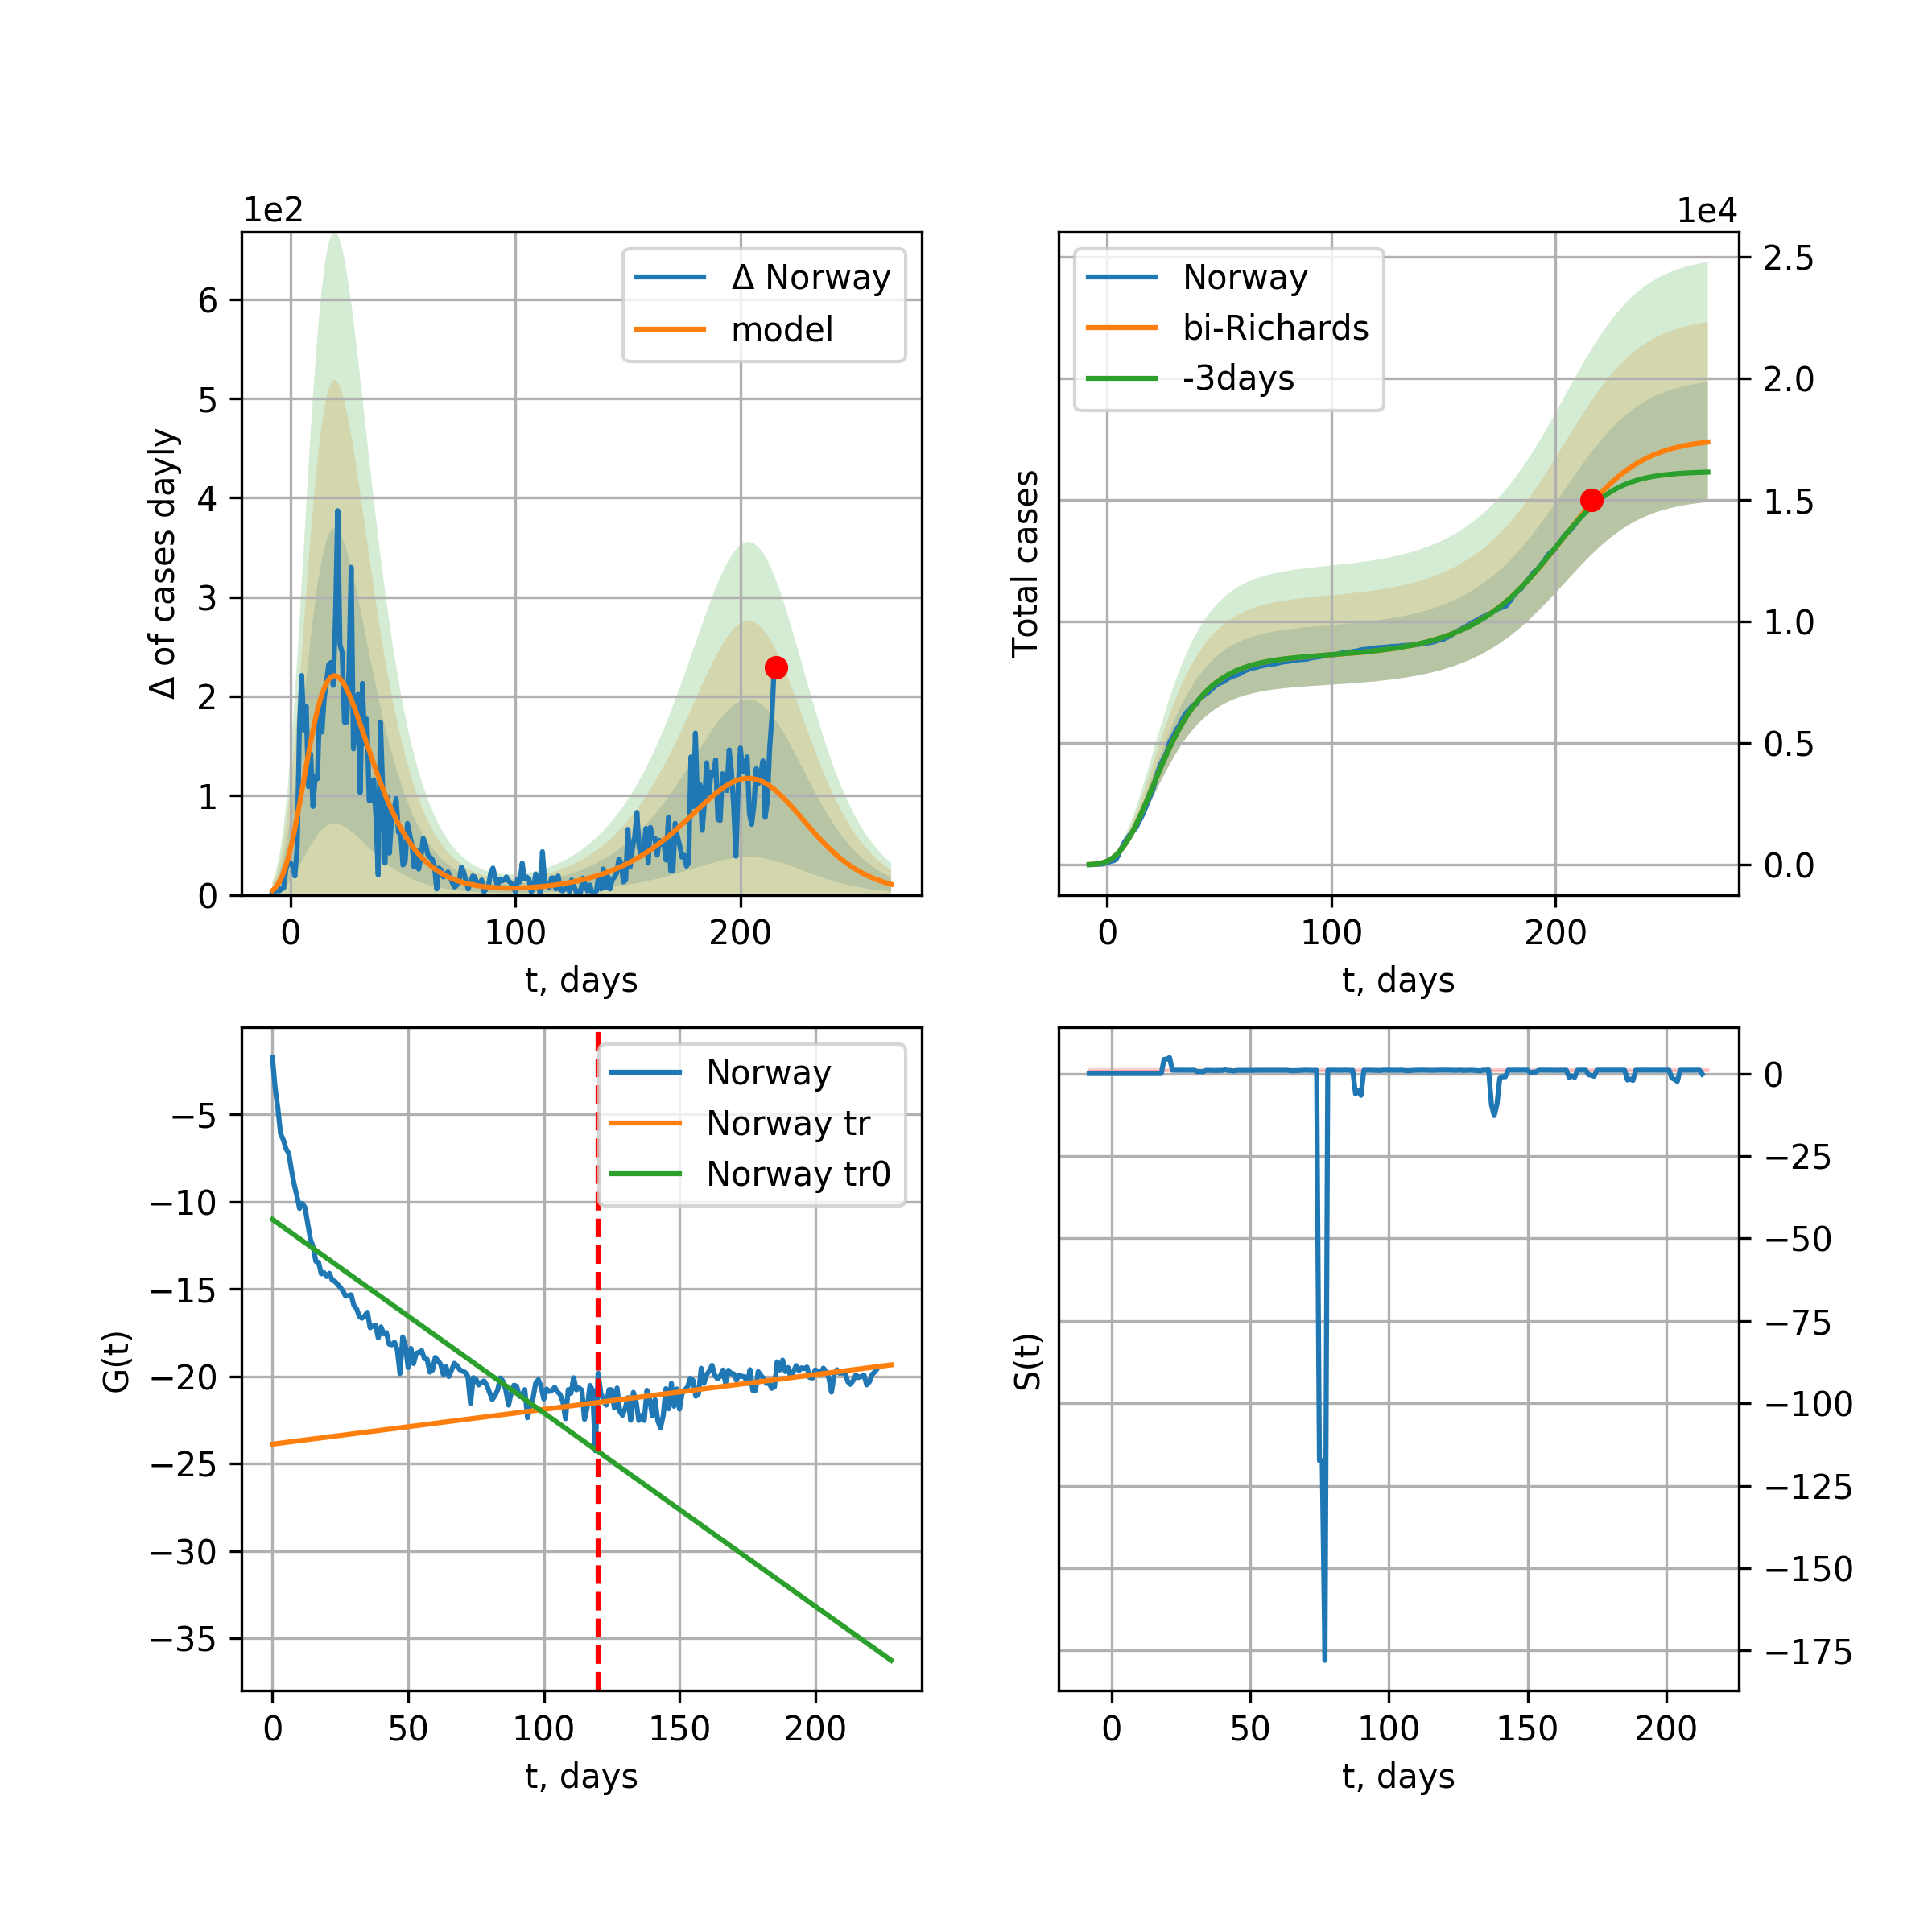 1e2
Δ of cases dayly
6
5
4
3
2
1
0
0 100 200
t, days
Δ Norway
model
1e4
Total cases
2.5
2.0
1.5
1.0
0.5
0.0
0 100 200
t, days
Norway
bi-Richards
-3days
G(t)
−5
−10
−15
−20
−25
−30
−35
0 50 100 150 200
t, days
Norway
Norway tr
Norway tr0
S(t)
0
−25
−50
−75
−100
−125
−150
−175
0 50 100 150 200
t, days